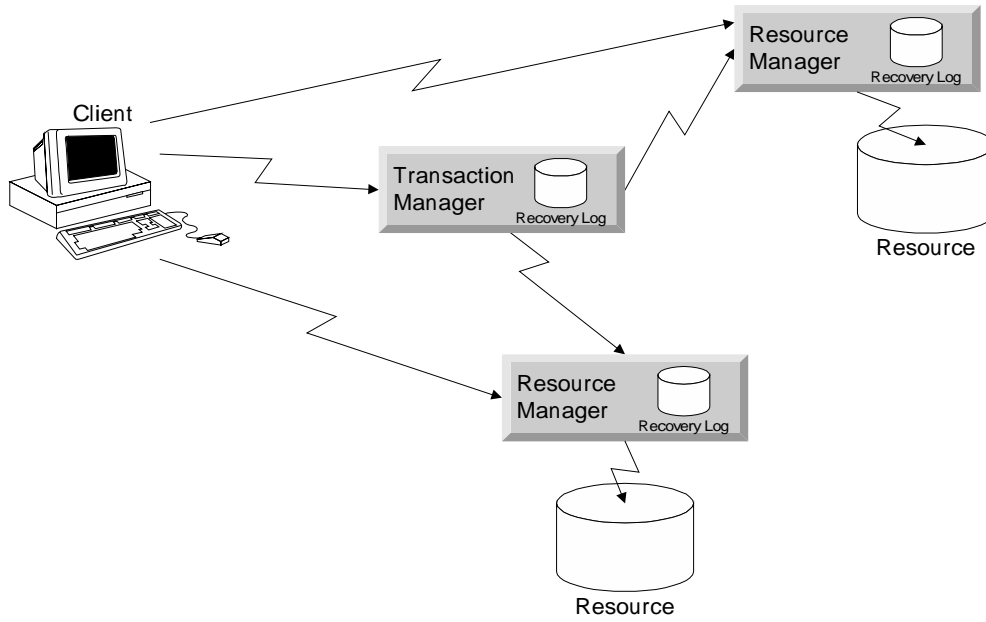 Resource
Manager
Recovery Log
Client
Transaction
Manager
Recovery Log
Resource
Resource
Manager
Recovery Log
Resource